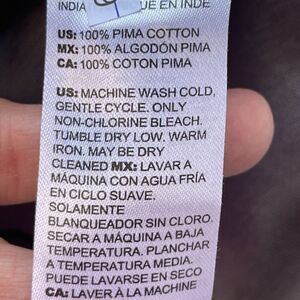 INDIA UE EN INDE
US: 100% PIMA COTTON
MX: 100% ALGODÓN PIMA
CA: 100% COTON PIMA
US: MACHINE WASH COLD,
GENTLE CYCLE. ONLY
NON-CHLORINE BLEACH.
TUMBLE DRY LOW. WARM
IRON. MAY BE DRY
CLEANED MX: LAVAR A
MÁQUINA CON AGUA FRÍA
EN CICLO SUAVE.
SOLAMENTE
BLANQUEADOR SIN CLORO.
SECAR A MÁQUINA A BAJA
TEMPERATURA. PLANCHAR
A TEMPERATURA MEDIA.
PUEDE LAVARSE EN SECO
CA: LAVER À LA MACHINE